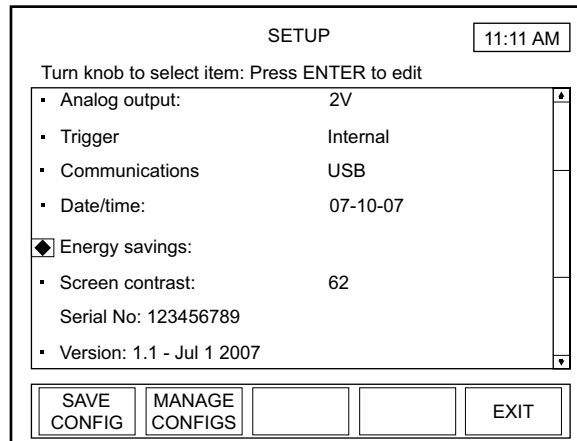 SETUP
11:11 AM
Turn knob to select item: Press ENTER to edit
Analog output: 2V
Trigger Internal
Communications USB
Date/time: 07-10-07
Energy savings:
Screen contrast: 62
Serial No: 123456789
Version: 1.1 - Jul 1 2007
SAVE CONFIG
MANAGE CONFIGS
EXIT